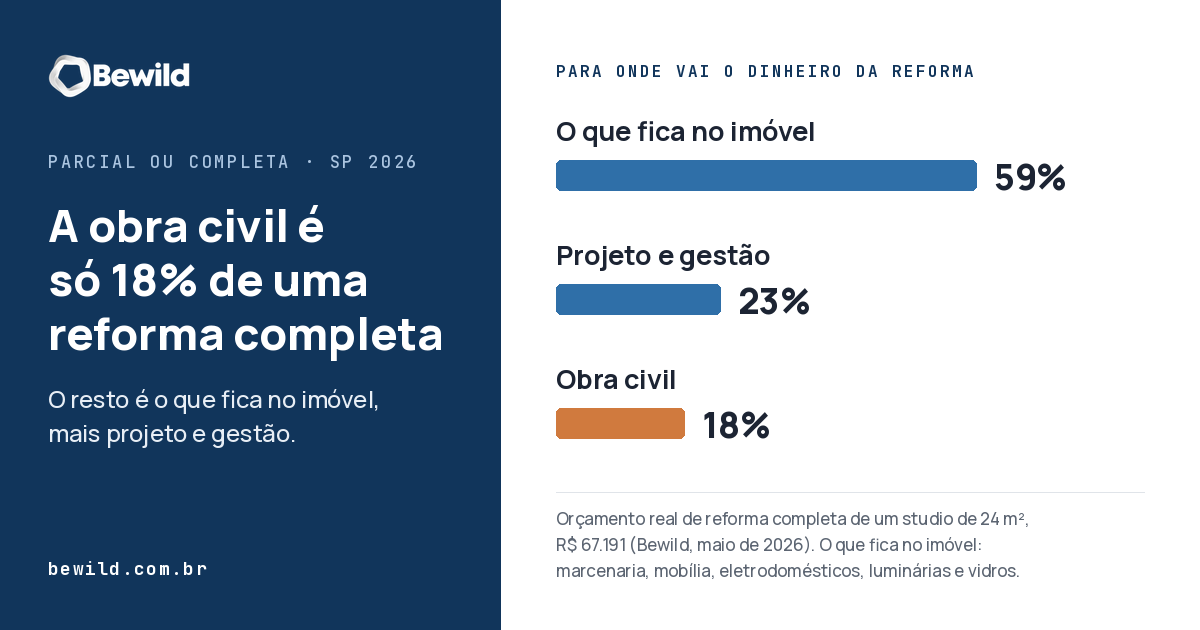 Bewild
PARCIAL OU COMPLETA · SP 2026
A obra civil é
só 18% de uma
reforma completa
O resto é o que fica no imóvel,
mais projeto e gestão.
bewild.com.br
PARA ONDE VAI O DINHEIRO DA REFORMA
O que fica no imóvel
59%
Projeto e gestão
23%
Obra civil
18%
Orçamento real de reforma completa de um studio de 24 m²,
R$ 67.191 (Bewild, maio de 2026). O que fica no imóvel:
marcenaria, mobília, eletrodomésticos, luminárias e vidros.